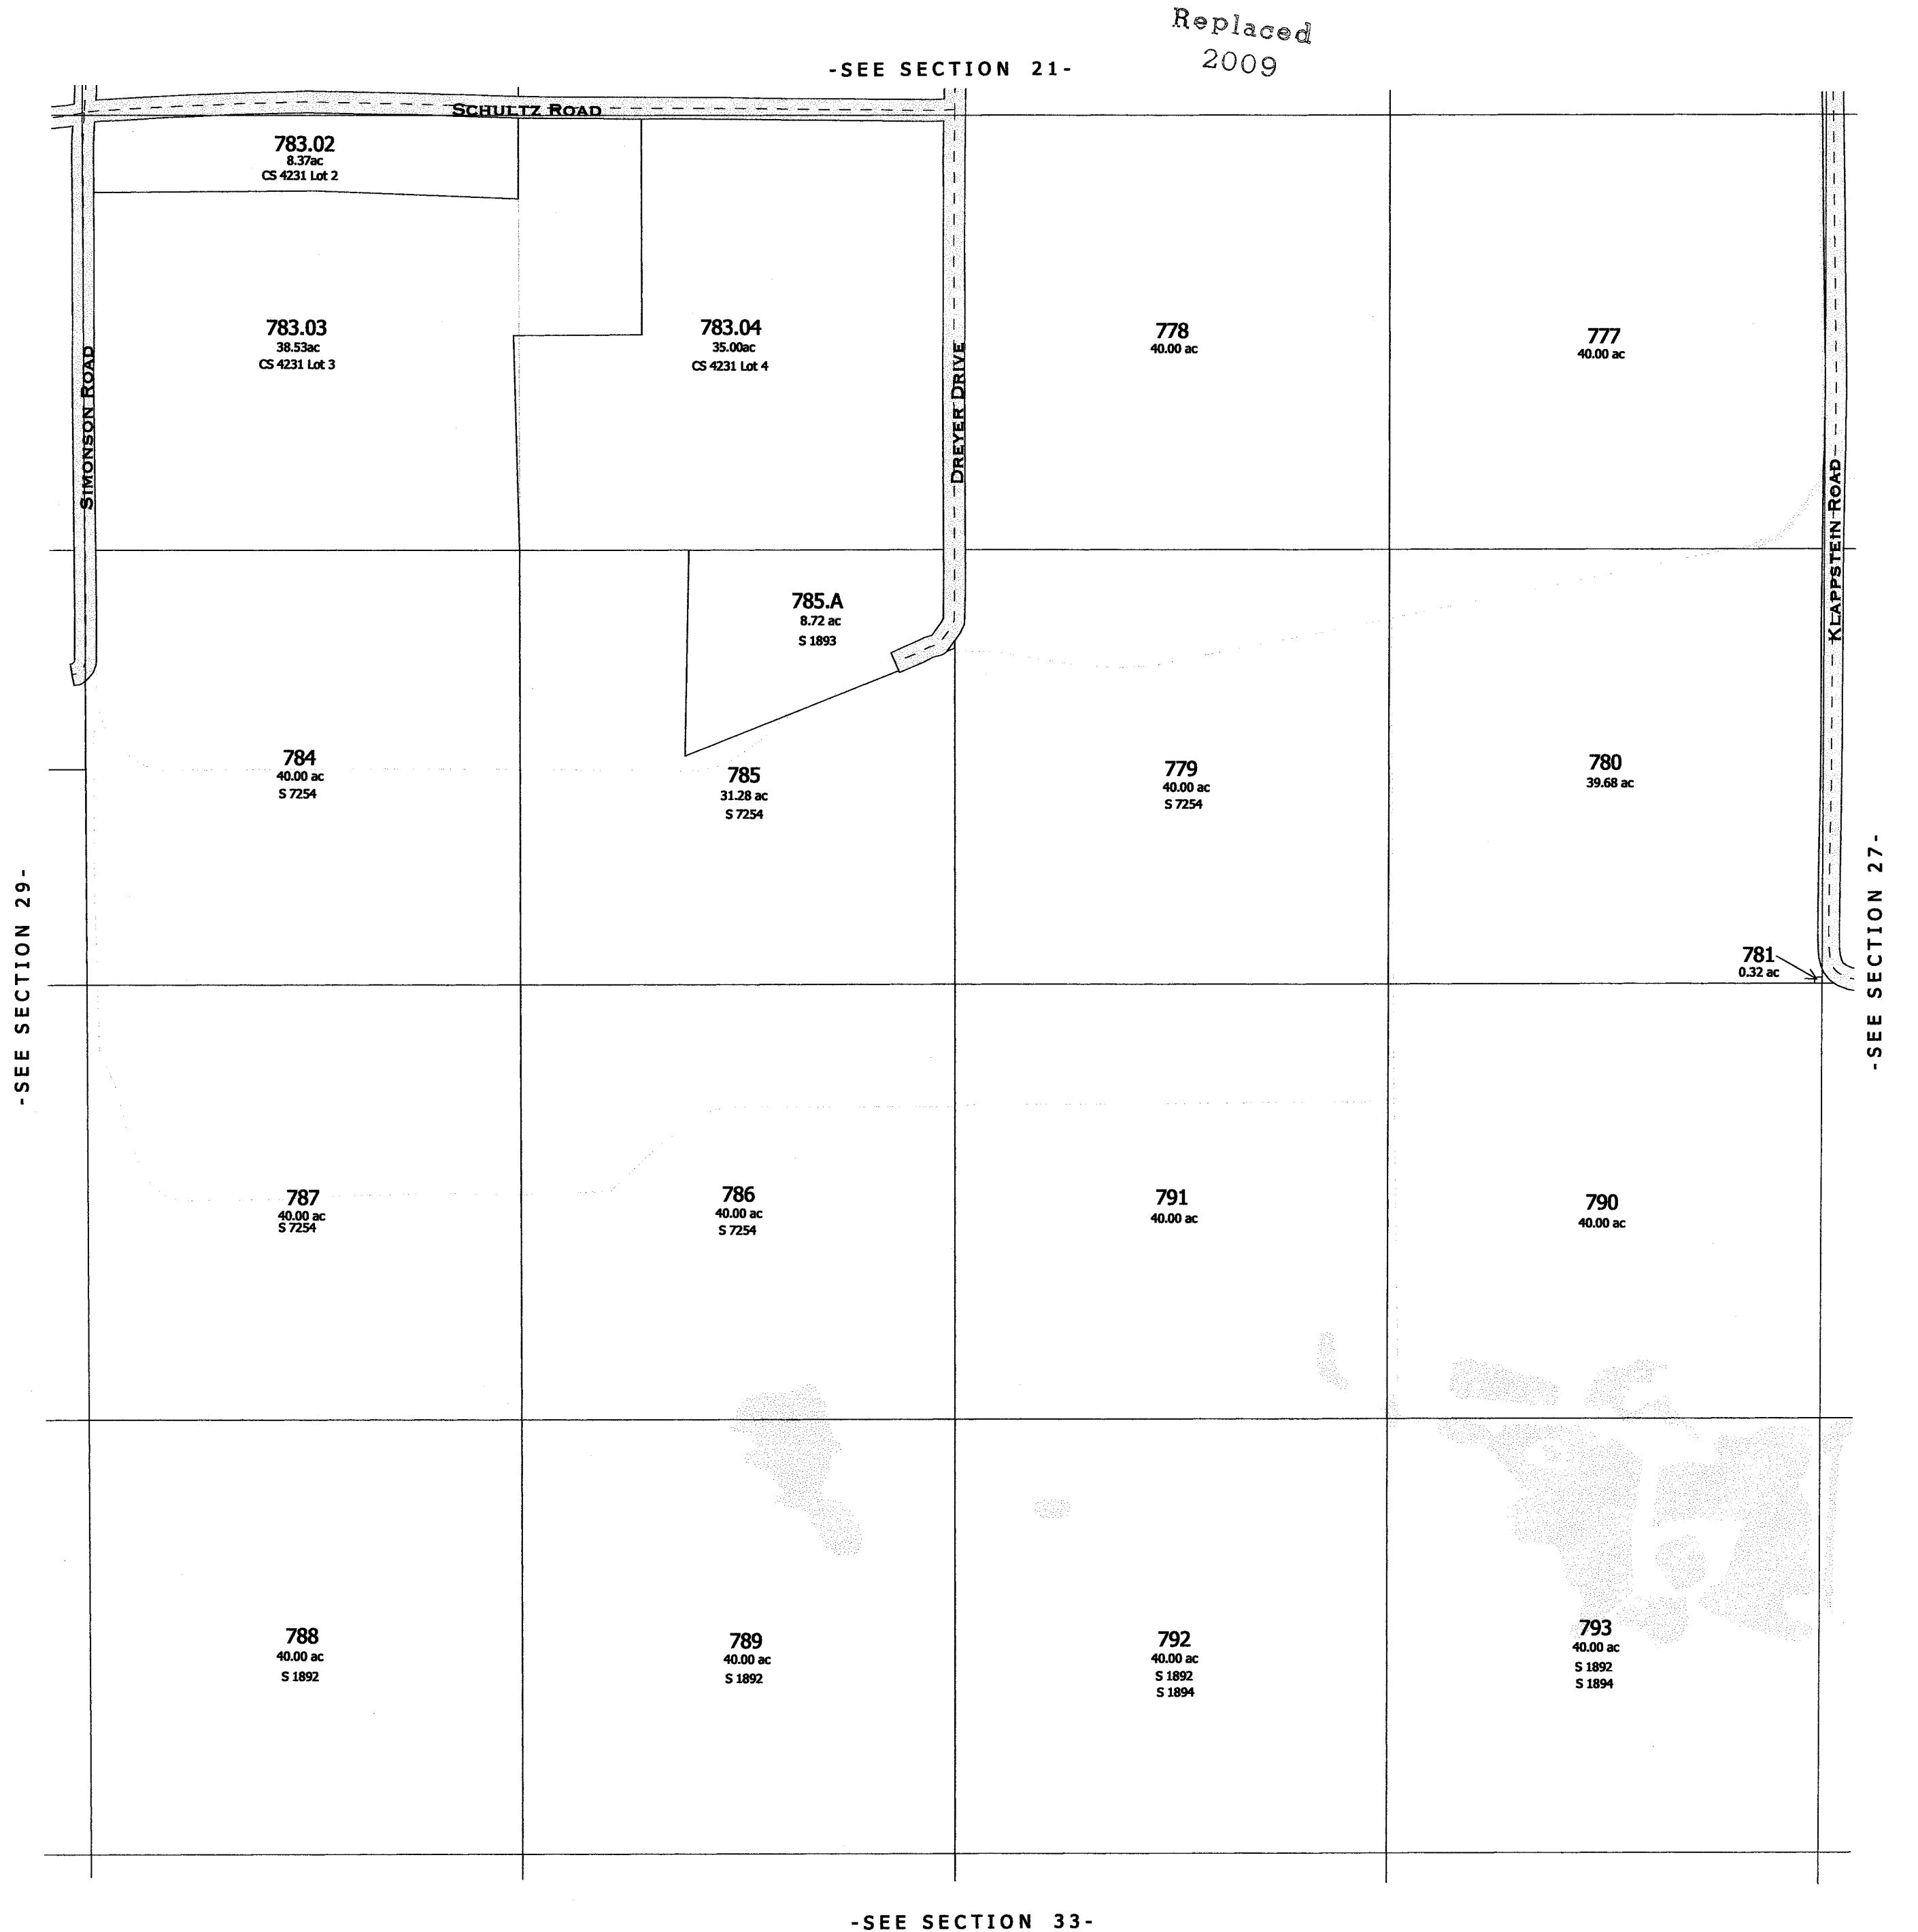 Replaced
2009
-SEE SECTION 21-
SCHULTZ ROAD
783.02
8.37ac
CS 4231 Lot 2
783.03
38.53ac
CS 4231 Lot 3
783.04
35.00ac
CS 4231 Lot 4
778
40.00 ac
777
40.00 ac
SIMONSON ROAD
DREYER DRIVE
KLAPPSTEIN ROAD
785.A
8.72 ac
S 1893
784
40.00 ac
S 7254
785
31.28 ac
S 7254
779
40.00 ac
S 7254
780
39.68 ac
781
0.32 ac
-SEE SECTION 29-
-SEE SECTION 27-
787
40.00 ac
S 7254
786
40.00 ac
S 7254
791
40.00 ac
790
40.00 ac
788
40.00 ac
S 1892
789
40.00 ac
S 1892
792
40.00 ac
S 1892
S 1894
793
40.00 ac
S 1892
S 1894
-SEE SECTION 33-